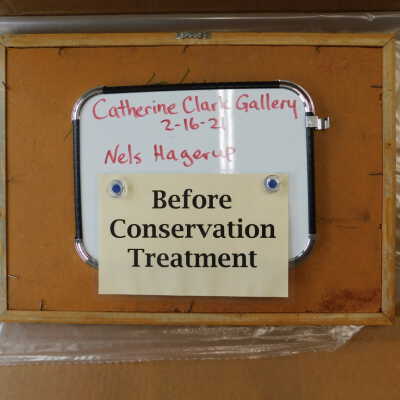 Catherine Clark Gallery
2-16-21
Nels Hagerup
Before
Conservation
Treatment